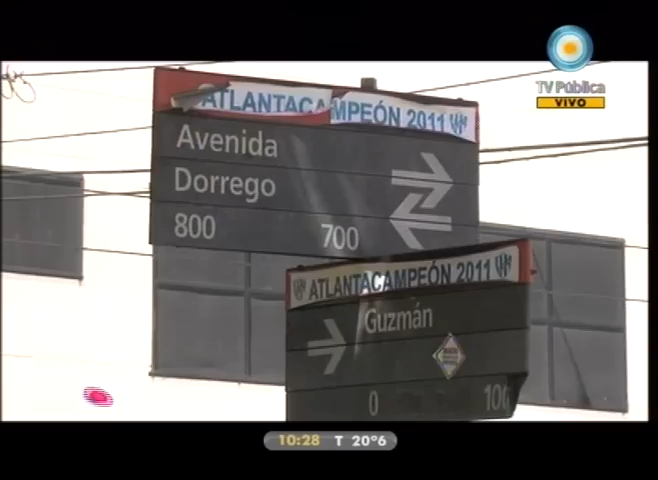 TV Pública
VIVO
ATLANTACAMPEÓN 2011
Avenida
Dorrego
800 700
ATLANTACAMPEÓN 2011
Guzmán
0 100
10:28 T 20°6